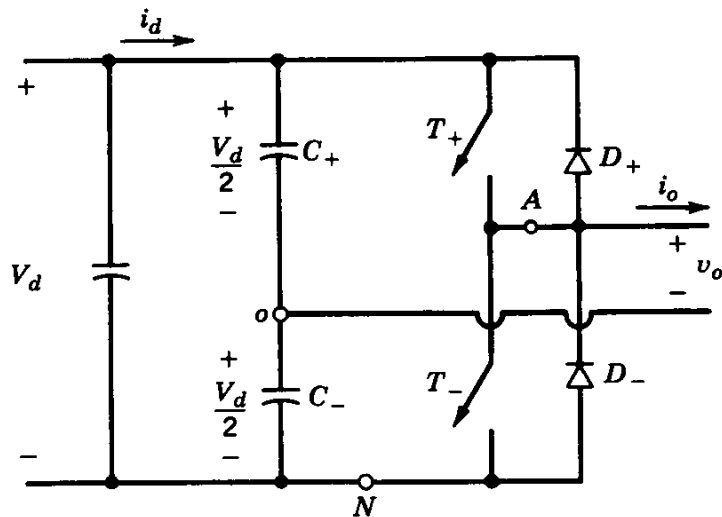 i_d
+
+
V_d
2
C_+
−
T_+
D_+
A
i_o
+
V_d
o
v_o
−
+
V_d
2
C_−
−
T_−
D_−
−
N